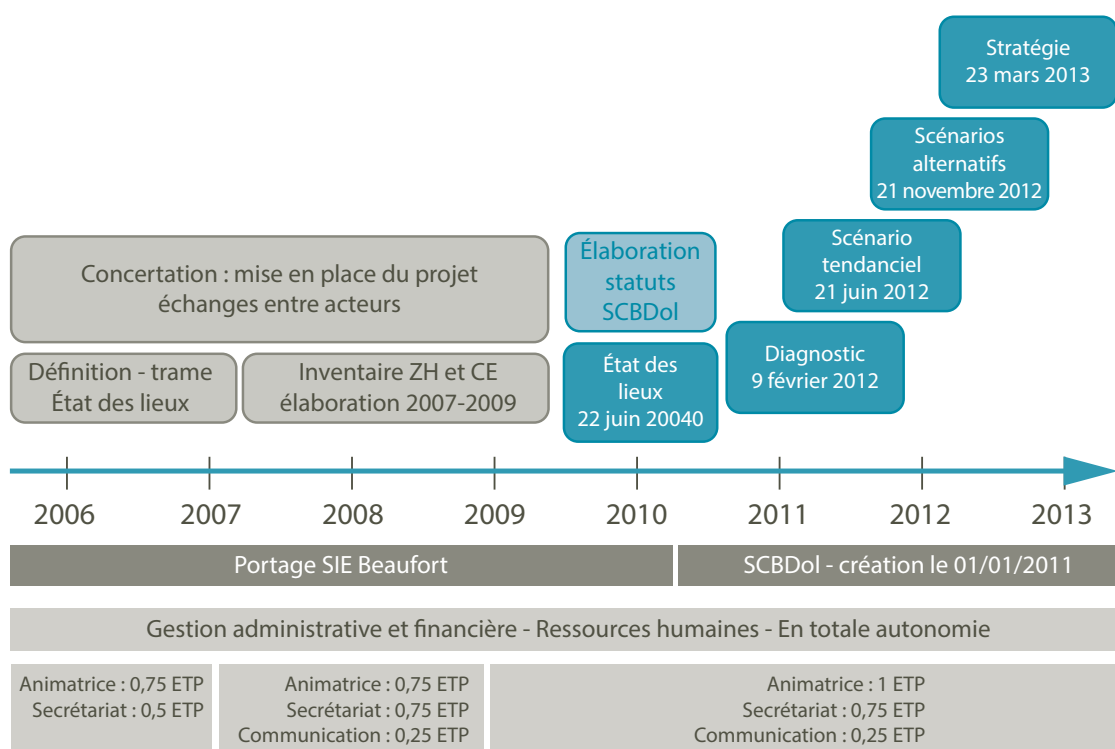 Stratégie
23 mars 2013
Scénarios
alternatifs
21 novembre 2012
Concertation : mise en place du projet
échanges entre acteurs
Élaboration
statuts
SCBDol
Scénario
tendanciel
21 juin 2012
Définition - trame
État des lieux
Inventaire ZH et CE
élaboration 2007-2009
État des
lieux
22 juin 20040
Diagnostic
9 février 2012
2006 2007 2008 2009 2010 2011 2012 2013
Portage SIE Beaufort
SCBDol - création le 01/01/2011
Gestion administrative et financière - Ressources humaines - En totale autonomie
Animatrice : 0,75 ETP
Secrétariat : 0,5 ETP
Animatrice : 0,75 ETP
Secrétariat : 0,75 ETP
Communication : 0,25 ETP
Animatrice : 1 ETP
Secrétariat : 0,75 ETP
Communication : 0,25 ETP